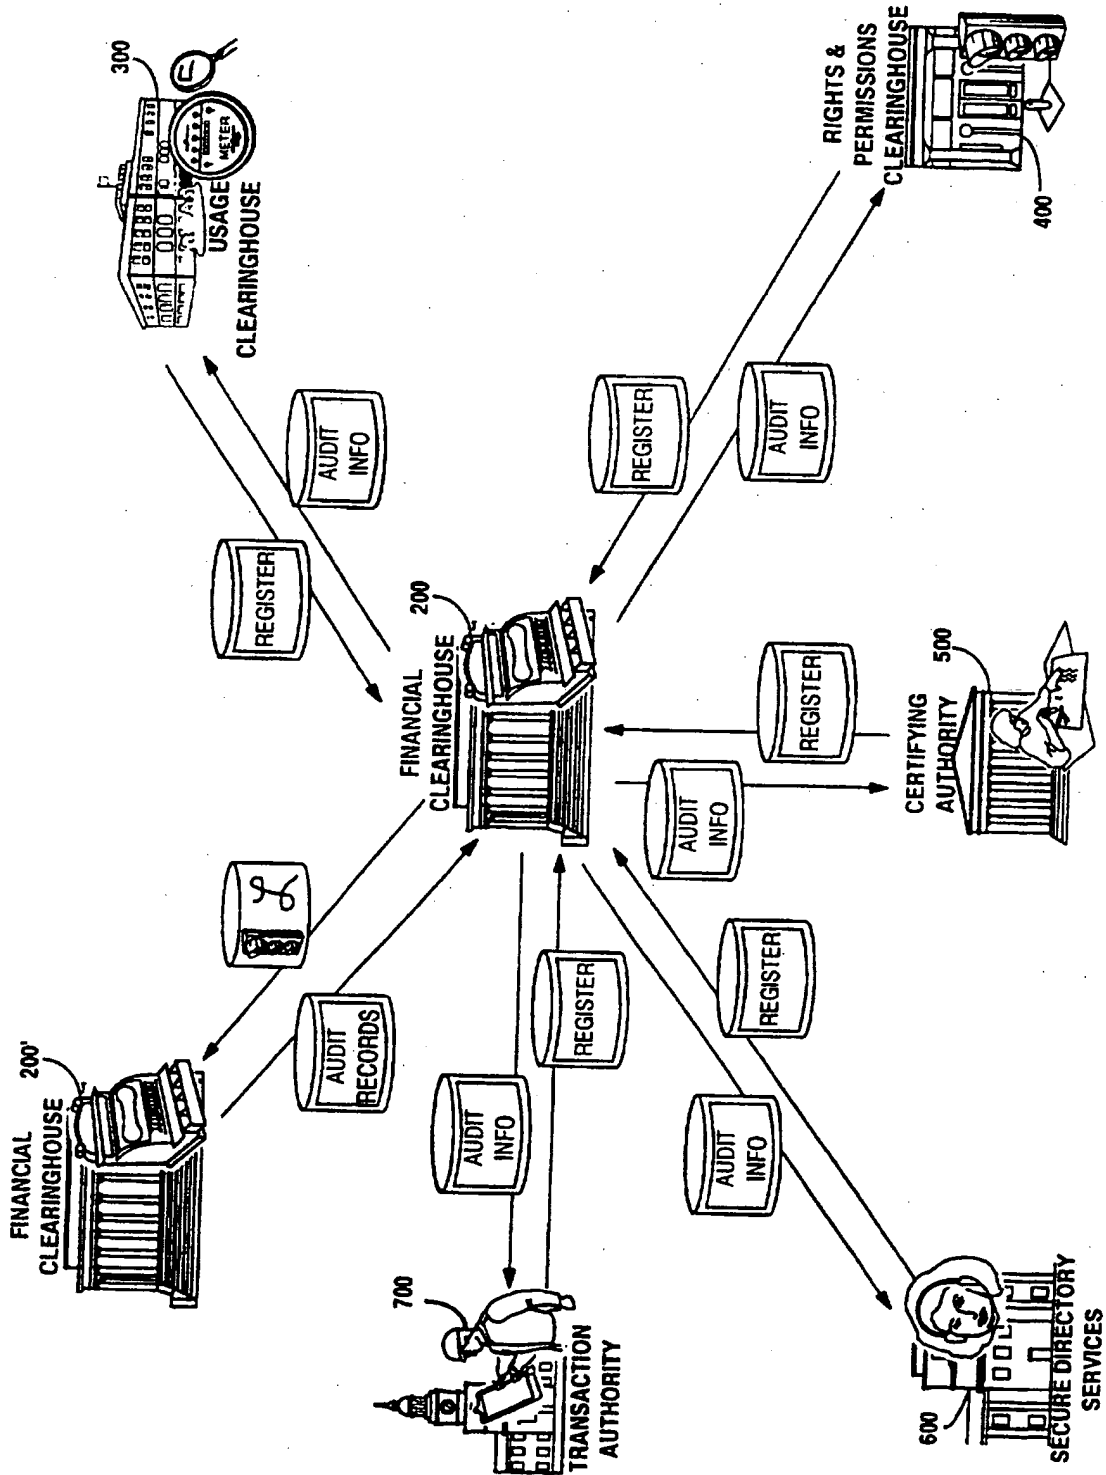 FINANCIAL
CLEARINGHOUSE
200'
300
METER
USAGE
CLEARINGHOUSE
REGISTER
AUDIT
INFO
AUDIT
RECORDS
FINANCIAL
CLEARINGHOUSE
200
700
TRANSACTION
AUTHORITY
AUDIT
INFO
REGISTER
REGISTER
AUDIT
INFO
AUDIT
INFO
REGISTER
AUDIT
INFO
REGISTER
RIGHTS &
PERMISSIONS
CLEARINGHOUSE
400
CERTIFYING
AUTHORITY
500
600
SECURE DIRECTORY
SERVICES